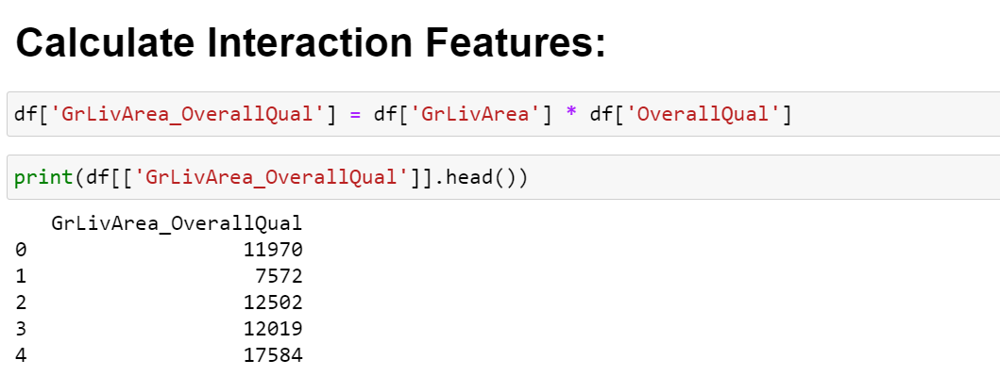 Calculate Interaction Features:
df['GrLivArea_OverallQual'] = df['GrLivArea'] * df['OverallQual']
print(df[['GrLivArea_OverallQual']].head())
GrLivArea_OverallQual
0 11970
1 7572
2 12502
3 12019
4 17584